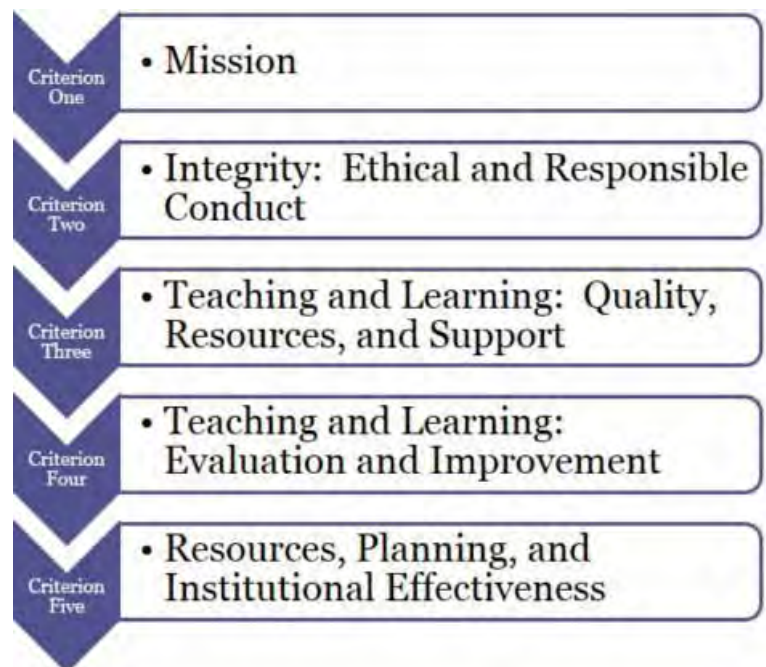 Criterion
One
• Mission
Criterion
Two
• Integrity: Ethical and Responsible
Conduct
Criterion
Three
• Teaching and Learning: Quality,
Resources, and Support
Criterion
Four
• Teaching and Learning:
Evaluation and Improvement
Criterion
Five
• Resources, Planning, and
Institutional Effectiveness